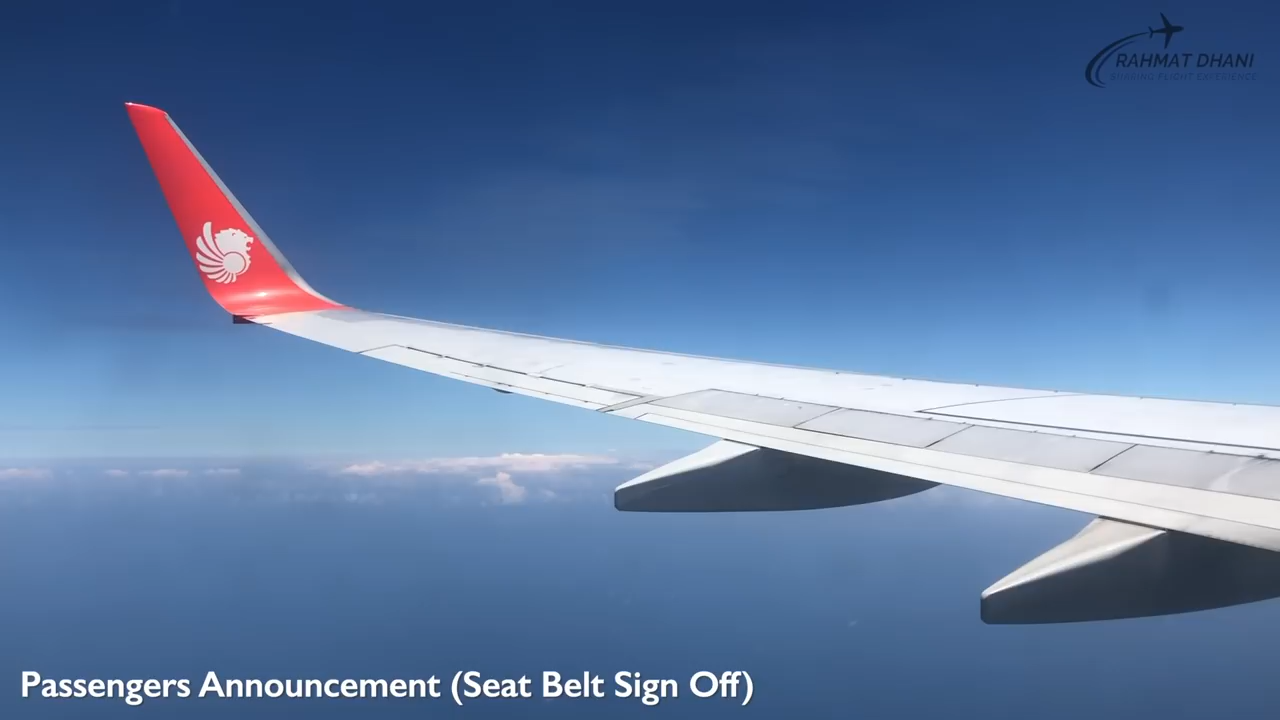 RAHMAT DHANI
SHARING FLIGHT EXPERIENCE
Passengers Announcement (Seat Belt Sign Off)